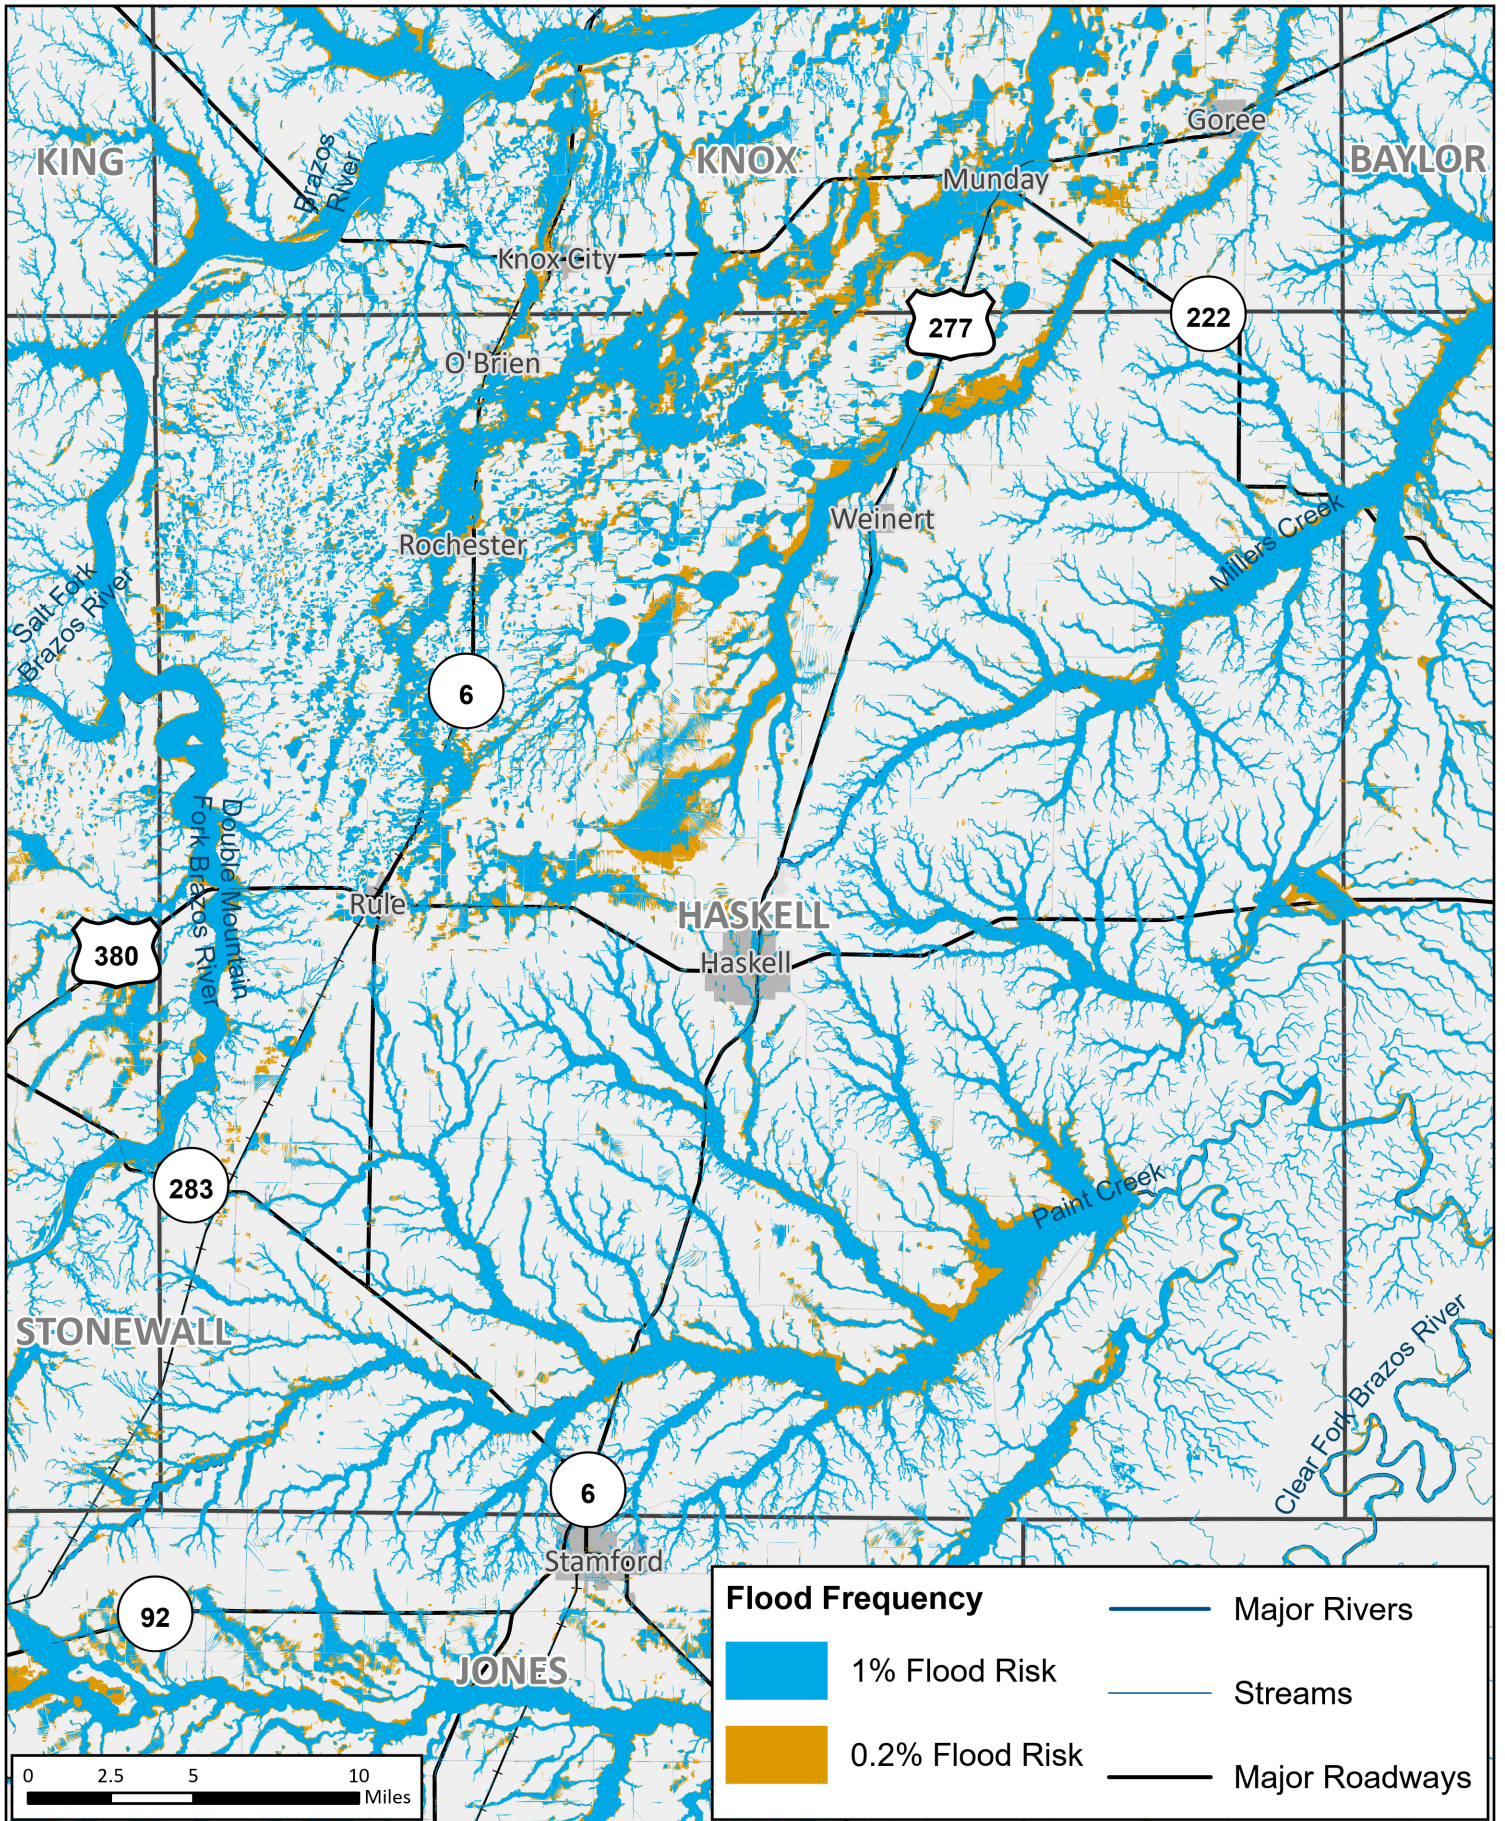 Goree
KING
KNOX
BAYLOR
Brazos
River
Munday
Knox City
277
222
O'Brien
Weinert
Rochester
Millers Creek
Salt Fork
Brazos River
6
Double Mountain
Fork Brazos River
Rule
HASKELL
380
Haskell
283
Paint Creek
STONEWALL
Clear Fork Brazos River
6
Stamford
92
JONES
Flood Frequency
1% Flood Risk
0.2% Flood Risk
Major Rivers
Streams
Major Roadways
0 2.5 5 10
Miles